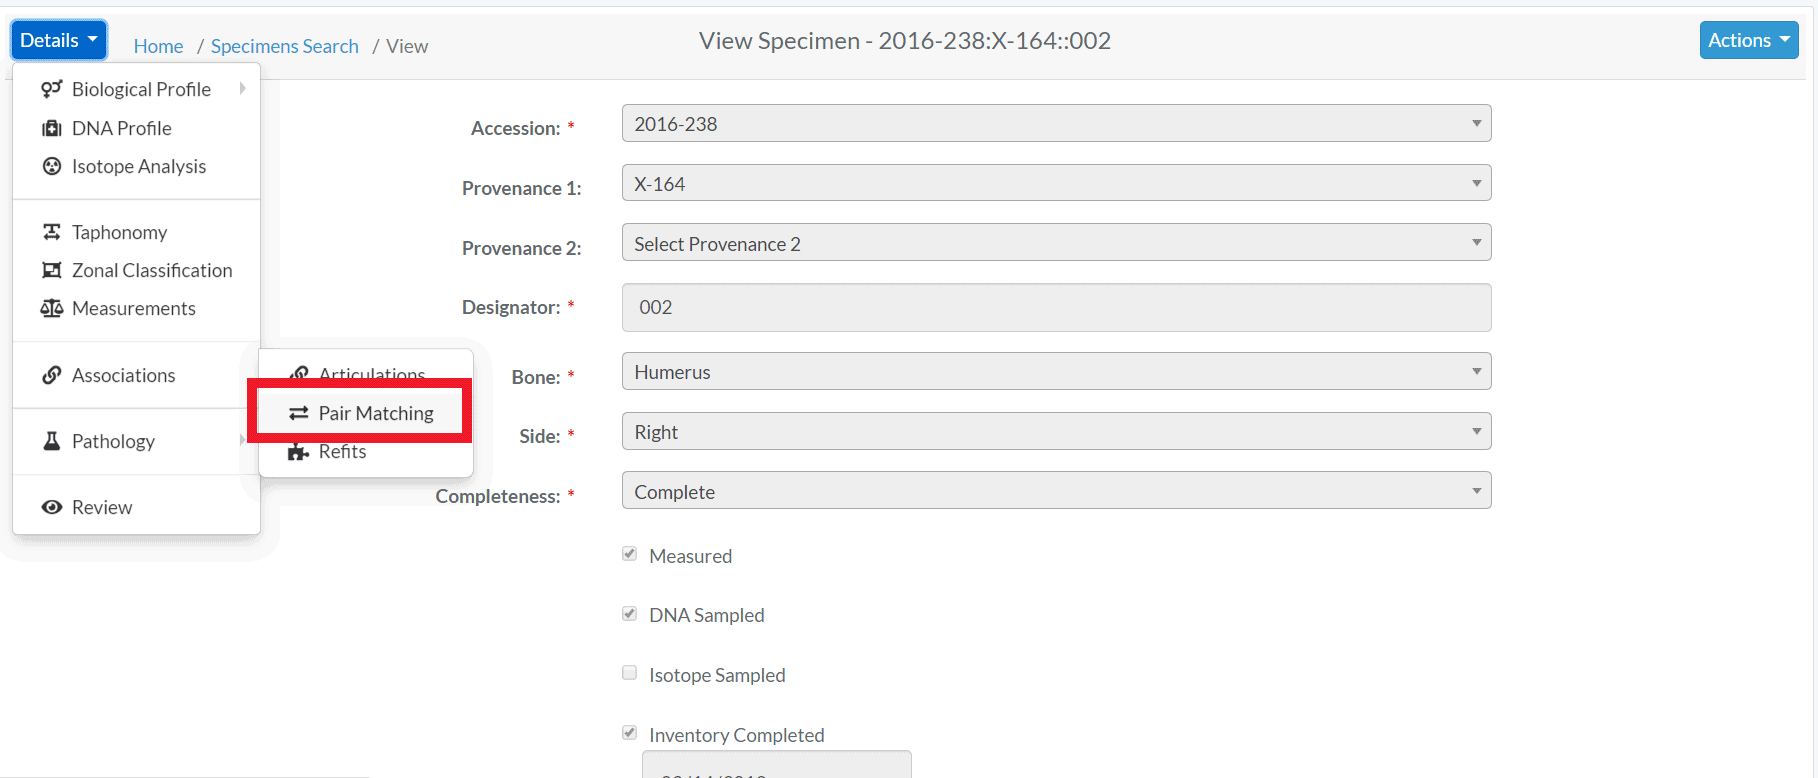 Details
Home / Specimens Search / View
View Specimen - 2016-238:X-164::002
Actions
Biological Profile
DNA Profile
Isotope Analysis
Taphonomy
Zonal Classification
Measurements
Associations
Pathology
Review
Articulations
Pair Matching
Refits
Accession: *
2016-238
Provenance 1:
X-164
Provenance 2:
Select Provenance 2
Designator: *
002
Bone: *
Humerus
Side: *
Right
Completeness: *
Complete
Measured
DNA Sampled
Isotope Sampled
Inventory Completed